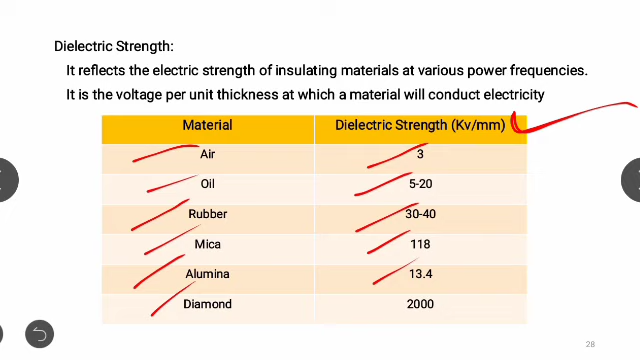 Dielectric Strength:
It reflects the electric strength of insulating materials at various power frequencies.
It is the voltage per unit thickness at which a material will conduct electricity
Material Dielectric Strength (Kv/mm)
Air 3
Oil 5-20
Rubber 30-40
Mica 118
Alumina 13.4
Diamond 2000
28